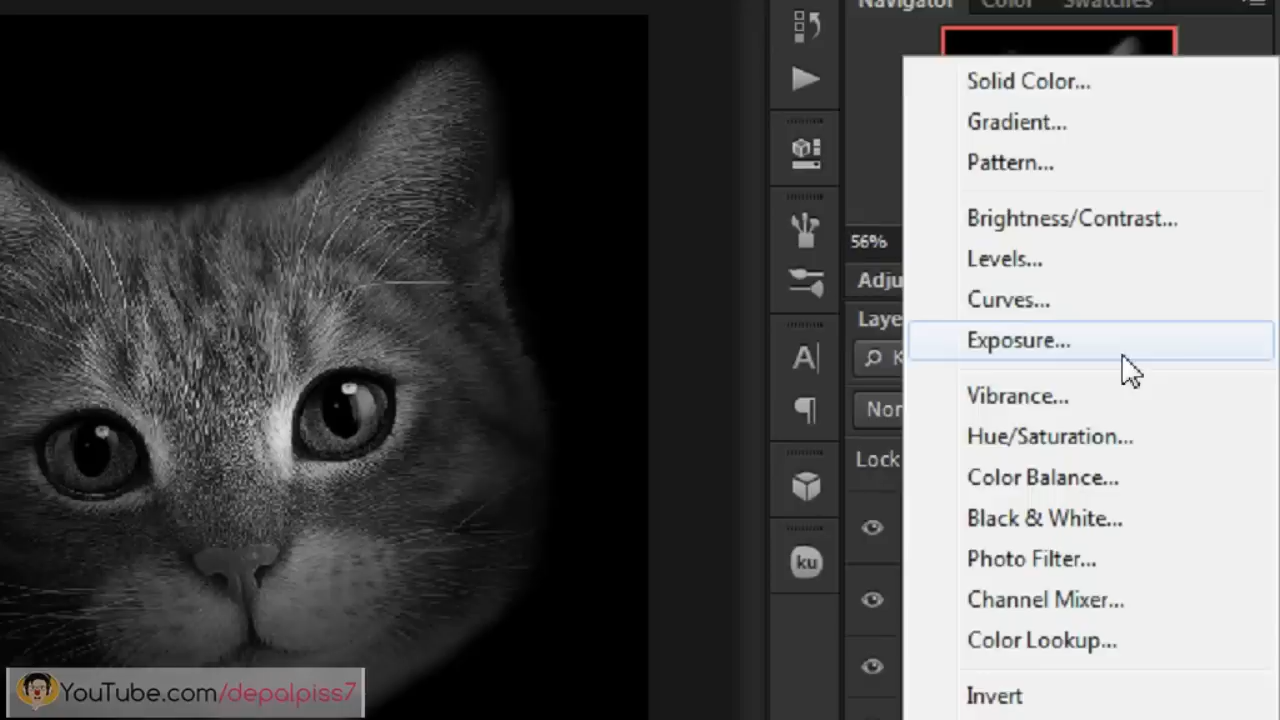 Navigator Color Swatches
Solid Color...
Gradient...
Pattern...
Brightness/Contrast...
56%
Levels...
Adju
Curves...
Laye
Exposure...
K
Vibrance...
Nor
Hue/Saturation...
Lock
Color Balance...
Black & White...
Photo Filter...
ku
Channel Mixer...
Color Lookup...
Invert
YouTube.com/depalpiss7